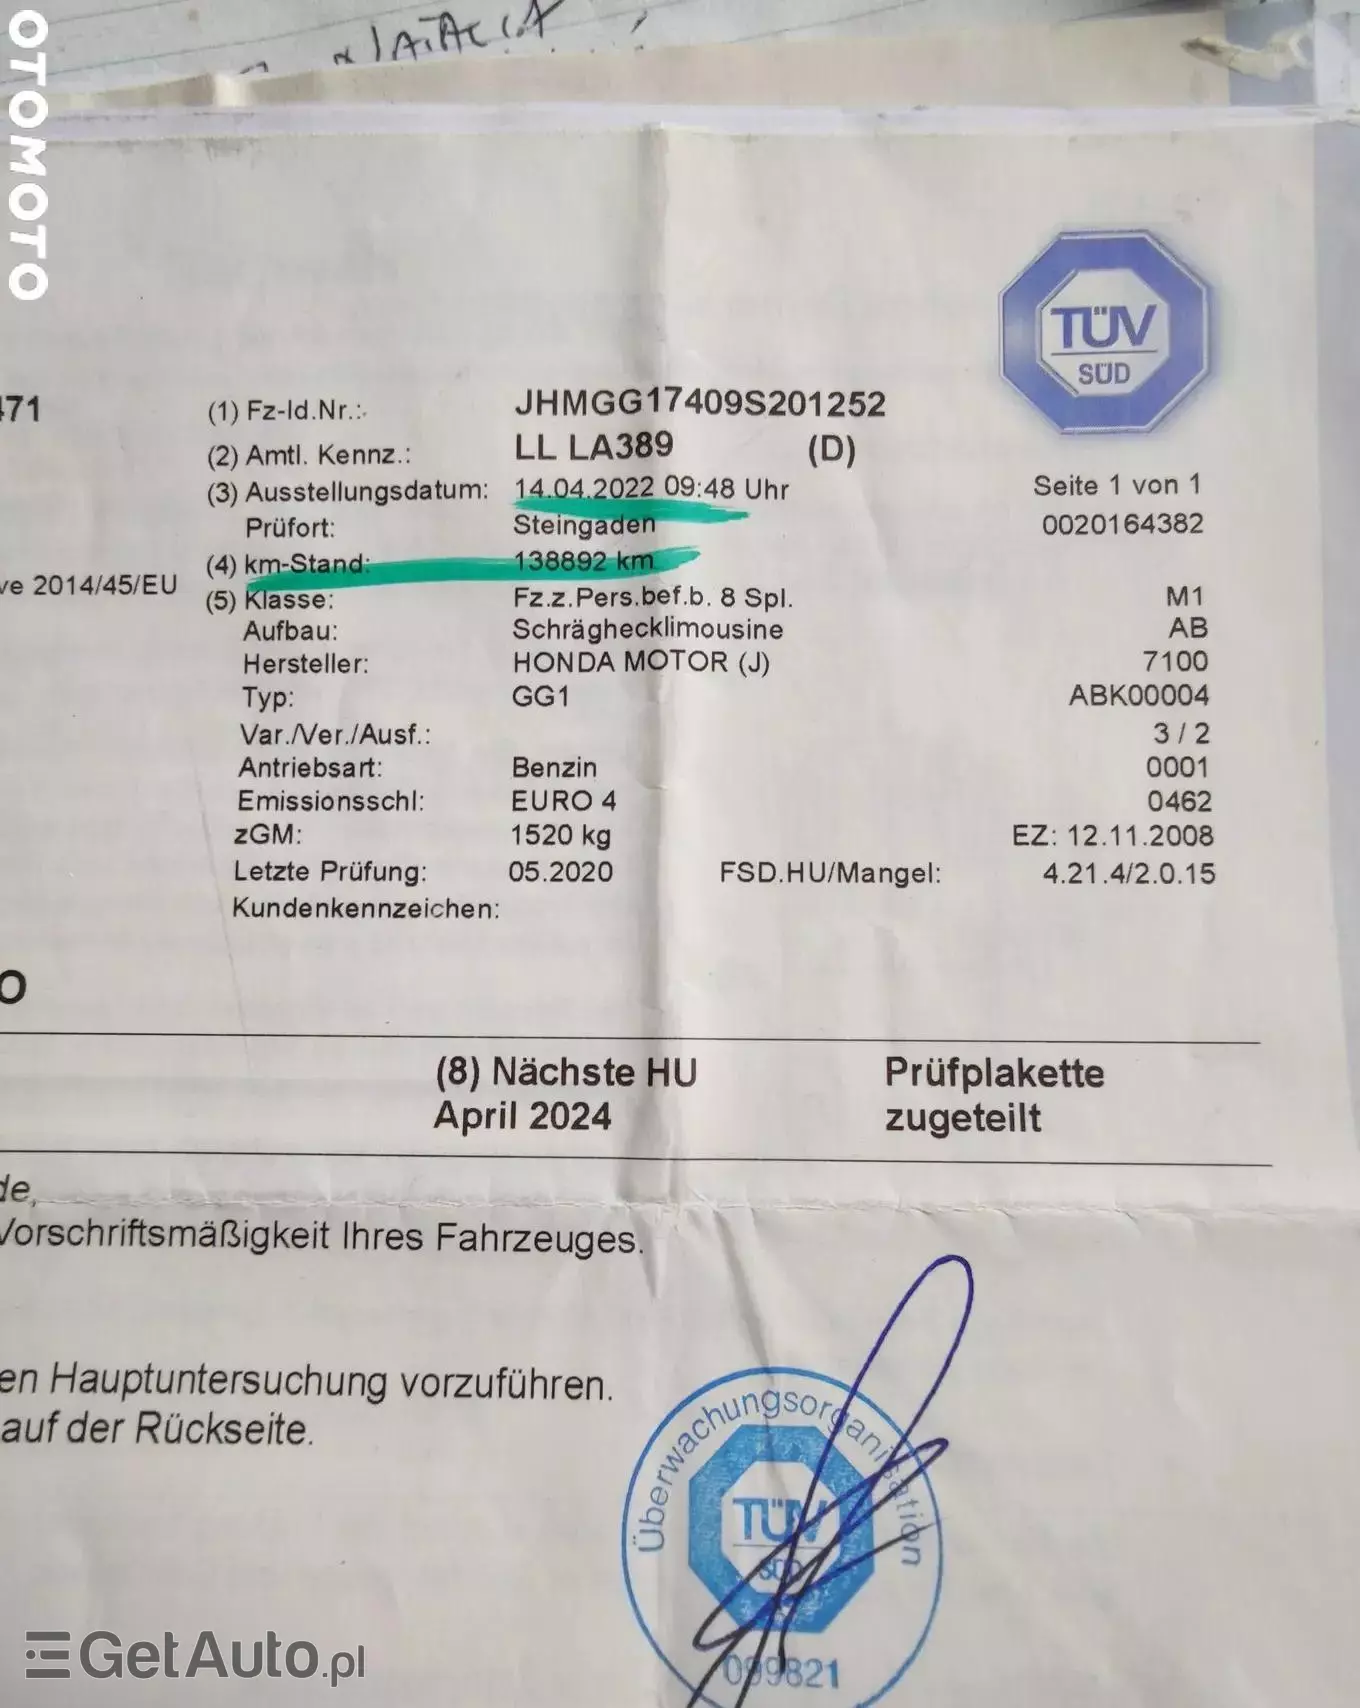 OTOMOTO
TÜV
SÜD
471
(1) Fz-Id.Nr.: JHMGG17409S201252
(2) Amtl. Kennz.: LL LA389 (D)
(3) Ausstellungsdatum: 14.04.2022 09:48 Uhr Seite 1 von 1
Prüfort: Steingaden 0020164382
(4) km-Stand: 138892 km
ve 2014/45/EU
(5) Klasse: Fz.z.Pers.bef.b. 8 Spl. M1
Aufbau: Schräghecklimousine AB
Hersteller: HONDA MOTOR (J) 7100
Typ: GG1 ABK00004
Var./Ver./Ausf.: 3 / 2
Antriebsart: Benzin 0001
Emissionsschl: EURO 4 0462
zGM: 1520 kg EZ: 12.11.2008
Letzte Prüfung: 05.2020 FSD.HU/Mangel: 4.21.4/2.0.15
Kundenkennzeichen:
O
(8) Nächste HU Prüfplakette
April 2024 zugeteilt
de,
Vorschriftsmäßigkeit Ihres Fahrzeuges.
en Hauptuntersuchung vorzuführen.
auf der Rückseite.
Überwachungsorganisation
TÜV
SÜD
099821
GetAuto.pl